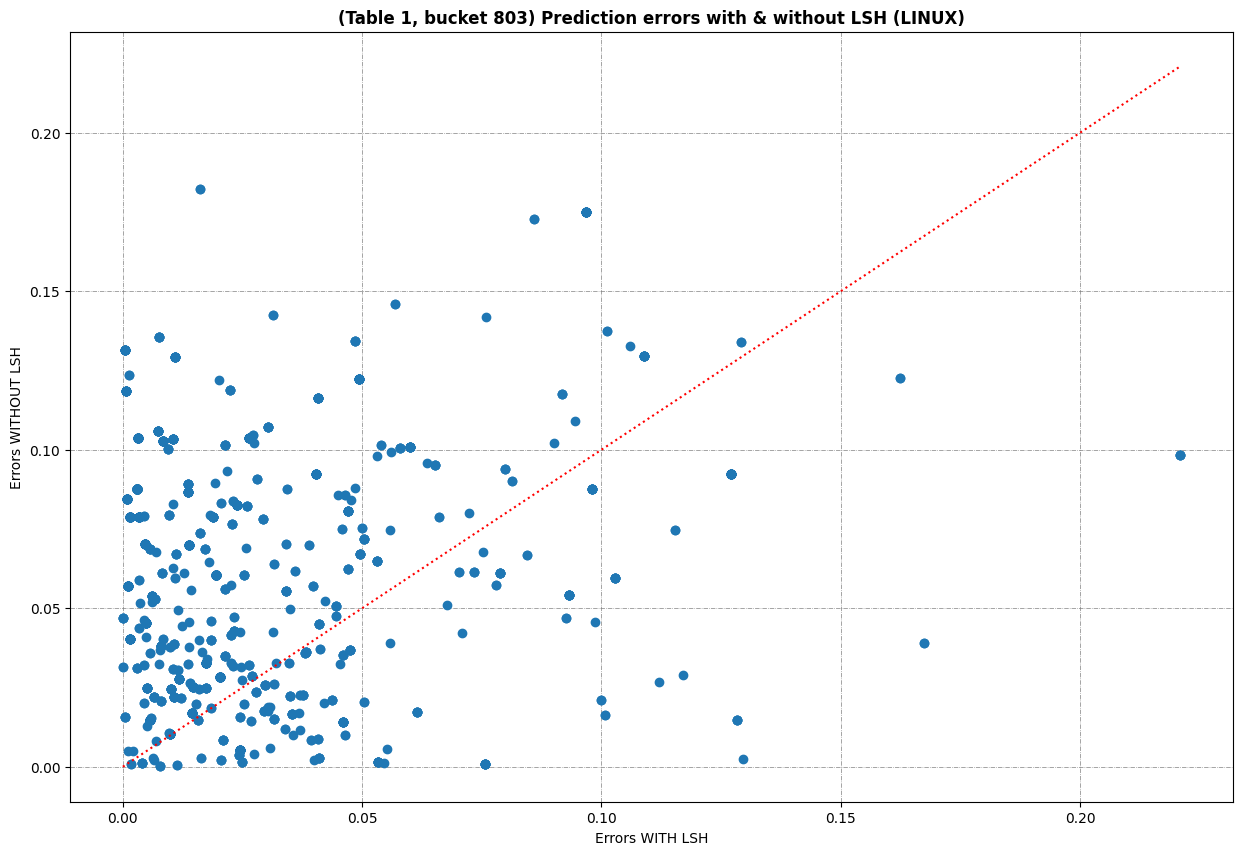 (Table 1, bucket 803) Prediction errors with & without LSH (LINUX)
Errors WITHOUT LSH
0.20
0.15
0.10
0.05
0.00
0.00 0.05 0.10 0.15 0.20
Errors WITH LSH